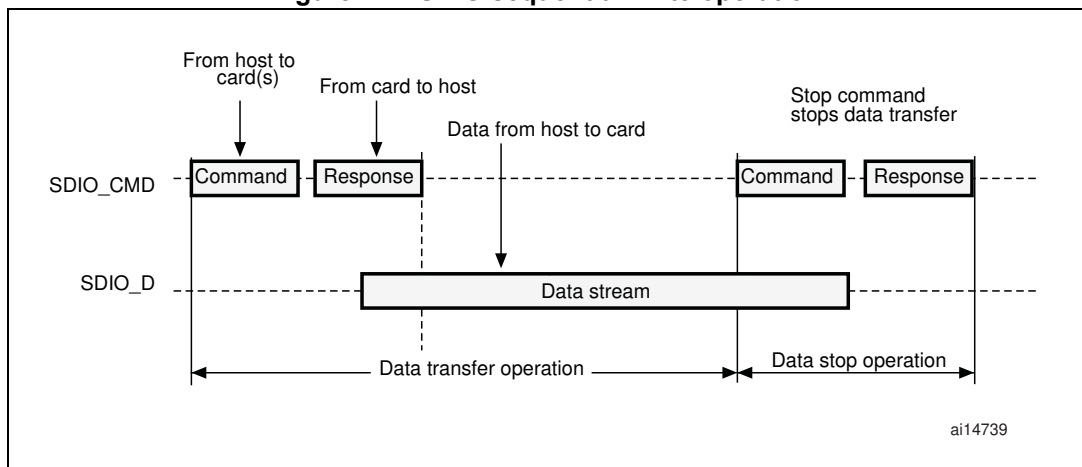 From host to
card(s)
From card to host
Data from host to card
Stop command
stops data transfer
SDIO_CMD
Command
Response
Command
Response
SDIO_D
Data stream
Data transfer operation
Data stop operation
ai14739